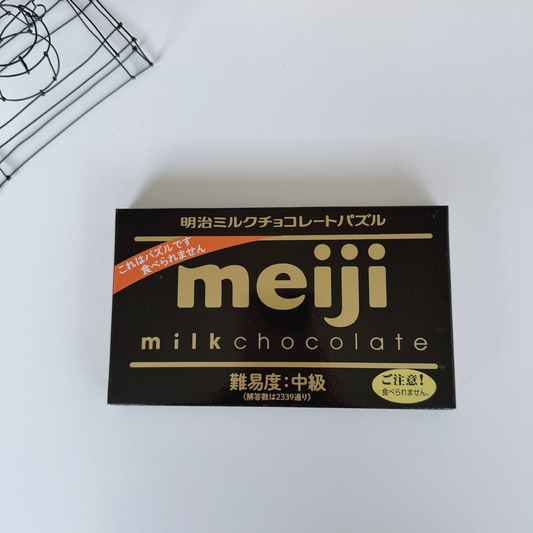 明治ミルクチョコレートパズル
これはパズルです
食べられません
meiji
milkchocolate
難易度:中級
(解答数は2339通り)
ご注意!
食べられません。